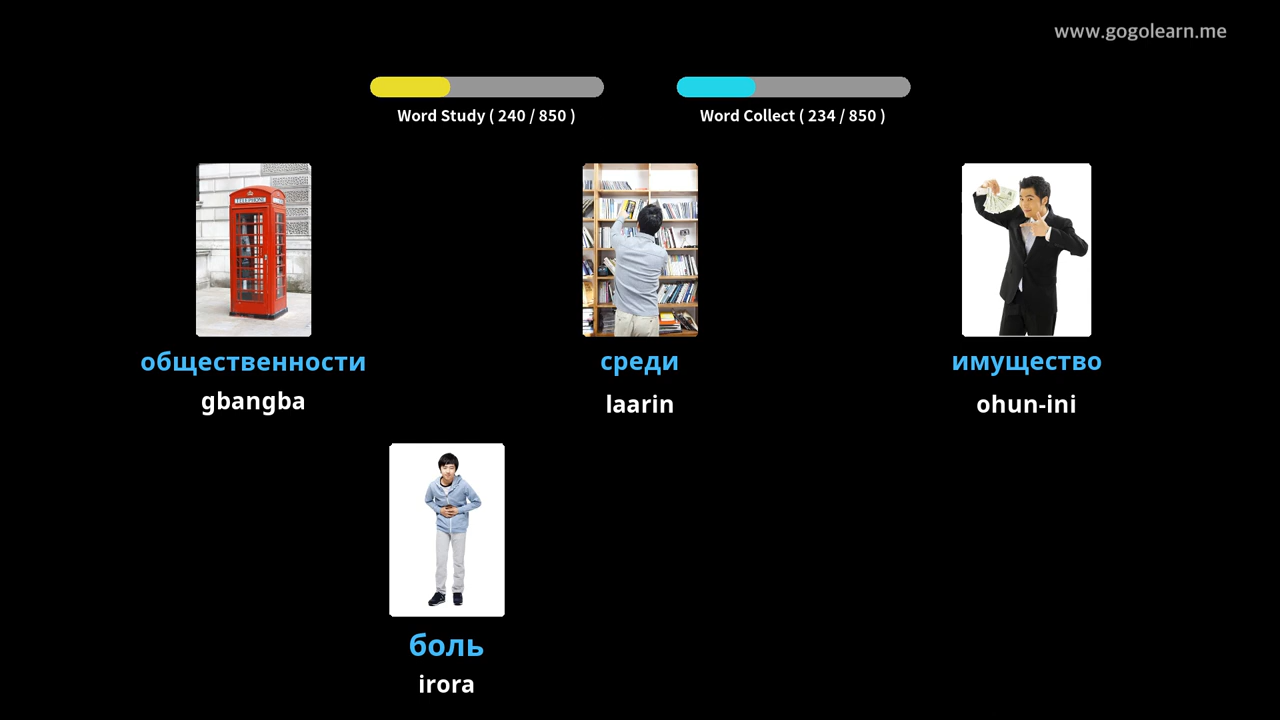 www.gogolearn.me
Word Study ( 240 / 850 )
Word Collect ( 234 / 850 )
TELEPHONE
общественности
среди
имущество
gbangba
laarin
ohun-ini
боль
irora